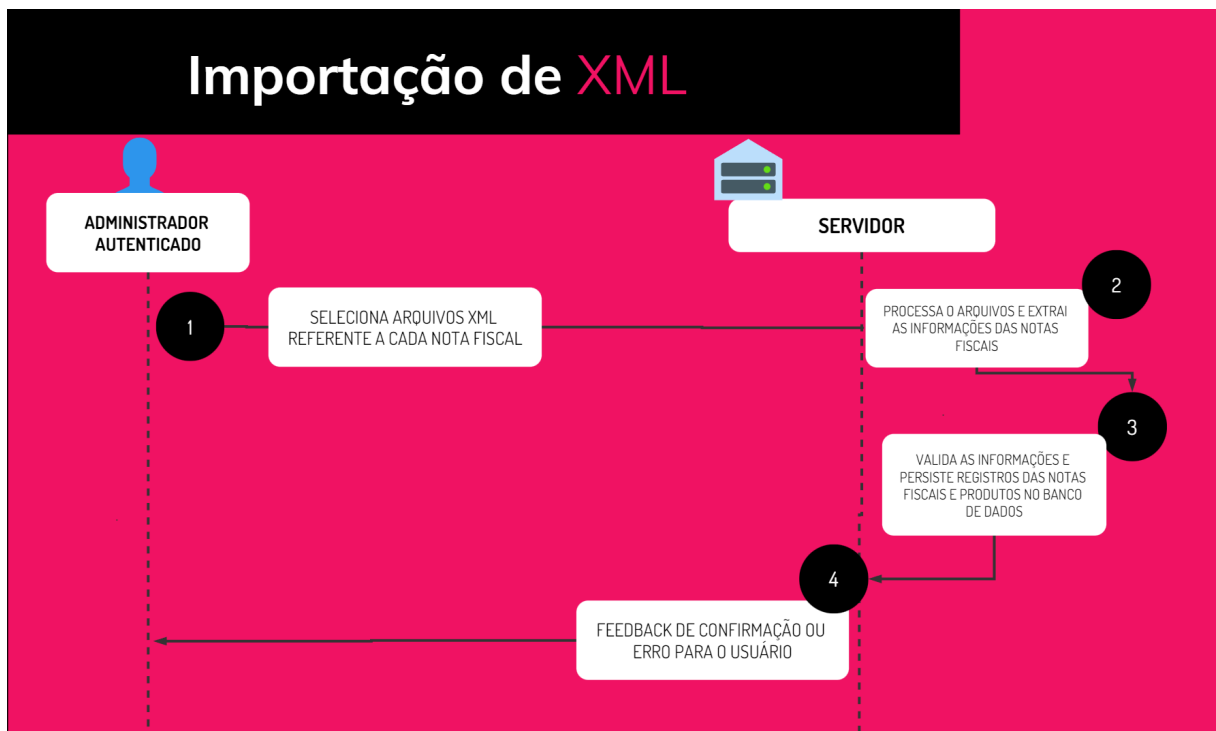 Importação de XML
ADMINISTRADOR
AUTENTICADO
SERVIDOR
1
SELECIONA ARQUIVOS XML
REFERENTE A CADA NOTA FISCAL
2
PROCESSA O ARQUIVOS E EXTRAI
AS INFORMAÇÕES DAS NOTAS
FISCAIS
3
VALIDA AS INFORMAÇÕES E
PERSISTE REGISTROS DAS NOTAS
FISCAIS E PRODUTOS NO BANCO
DE DADOS
4
FEEDBACK DE CONFIRMAÇÃO OU
ERRO PARA O USUÁRIO